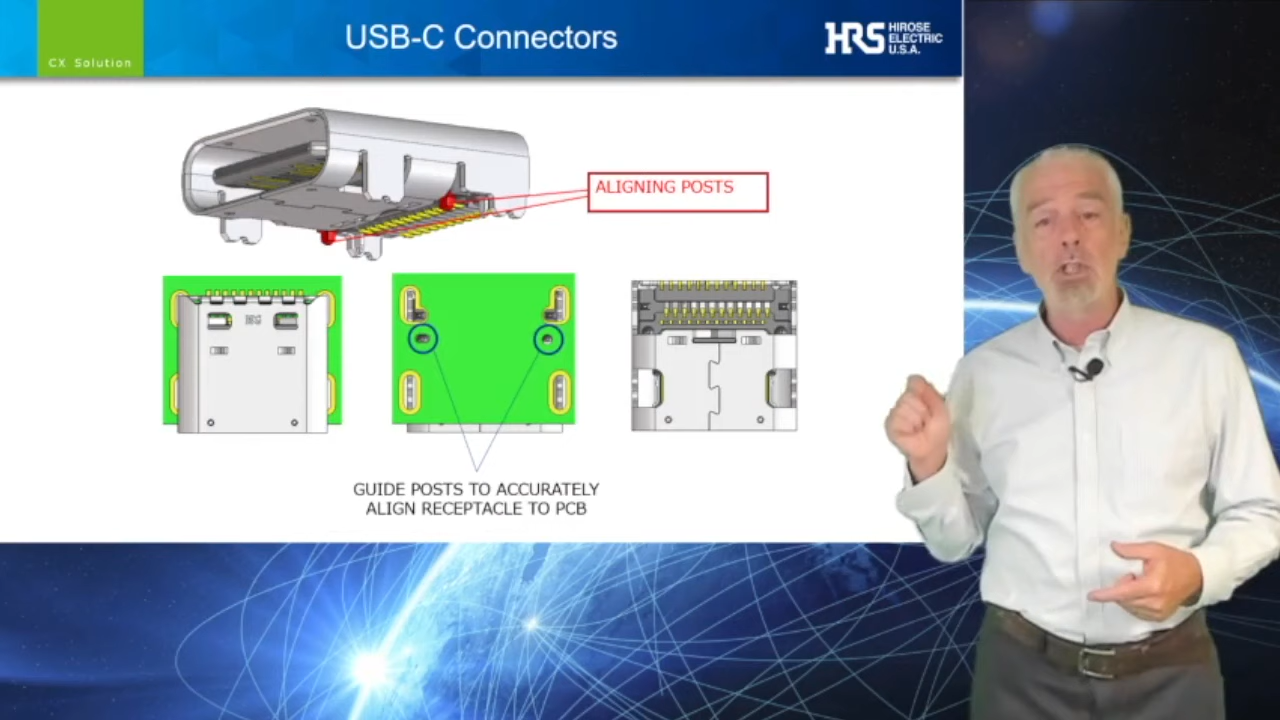 CX Solution
USB-C Connectors
HRS
HIROSE
ELECTRIC
U.S.A.
ALIGNING POSTS
GUIDE POSTS TO ACCURATELY
ALIGN RECEPTACLE TO PCB